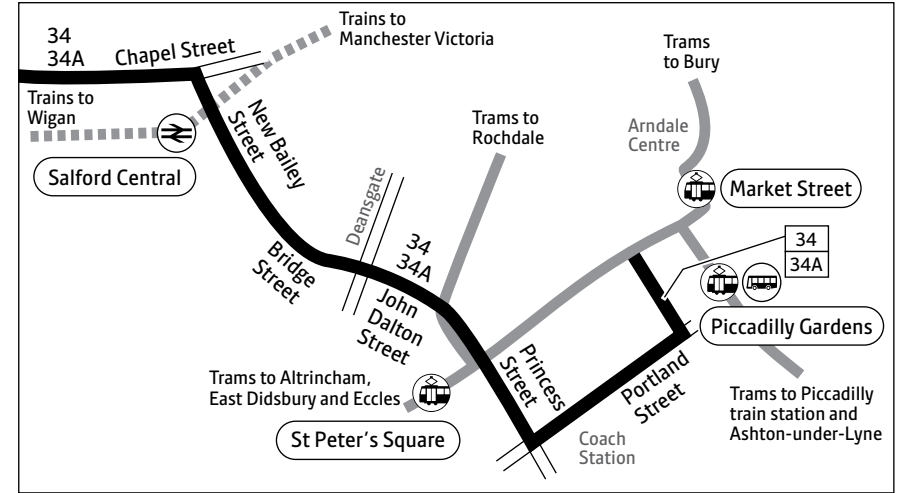 34
34A
Chapel Street
Trains to
Manchester Victoria
Trains to
Wigan
Salford Central
New Bailey
Street
Bridge
Street
Deansgate
34
34A
John
Dalton
Street
Trams to
Rochdale
Trams
to Bury
Arndale
Centre
Market Street
34
34A
Piccadilly Gardens
Princess
Street
Portland
Street
Trams to Altrincham,
East Didsbury and Eccles
St Peter's Square
Coach
Station
Trams to Piccadilly
train station and
Ashton-under-Lyne